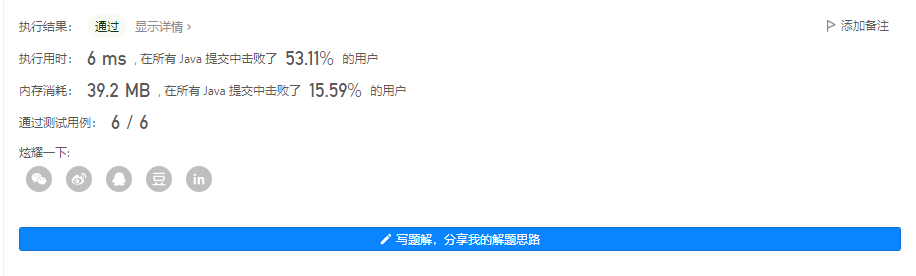 执行结果： 通过 显示详情 › 添加备注
执行用时： 6 ms , 在所有 Java 提交中击败了 53.11% 的用户
内存消耗： 39.2 MB , 在所有 Java 提交中击败了 15.59% 的用户
通过测试用例： 6 / 6
炫耀一下:
豆 in
写题解，分享我的解题思路